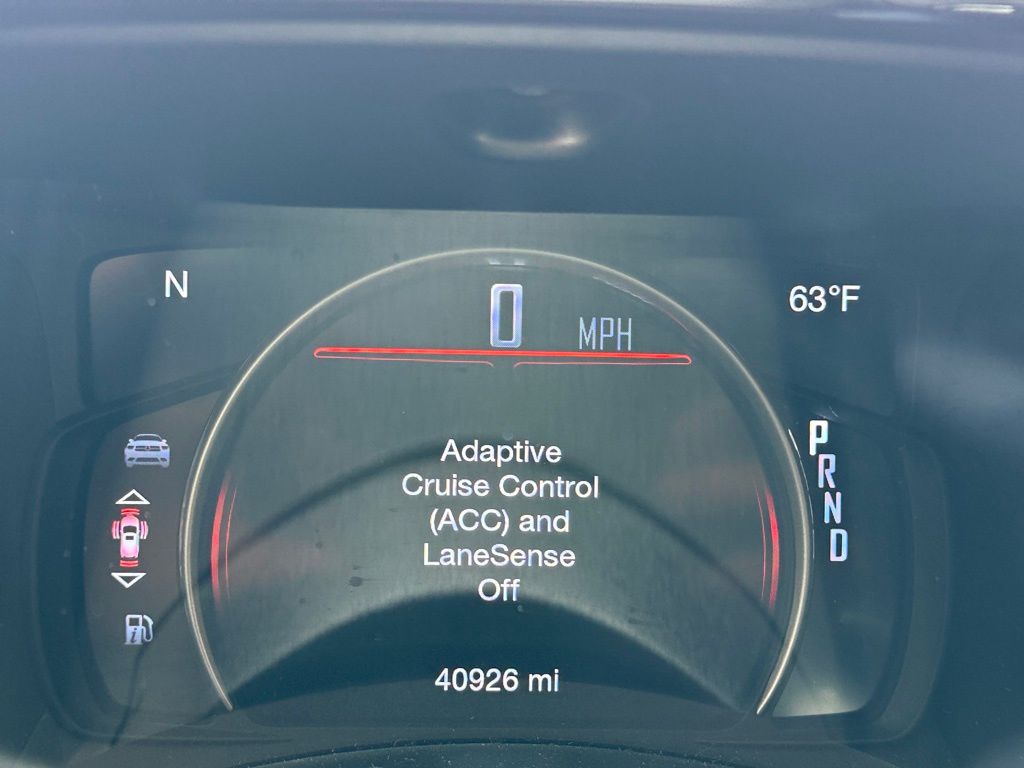 N
0 MPH
63°F
Adaptive
Cruise Control
(ACC) and
LaneSense
Off
P
R
N
D
40926 mi